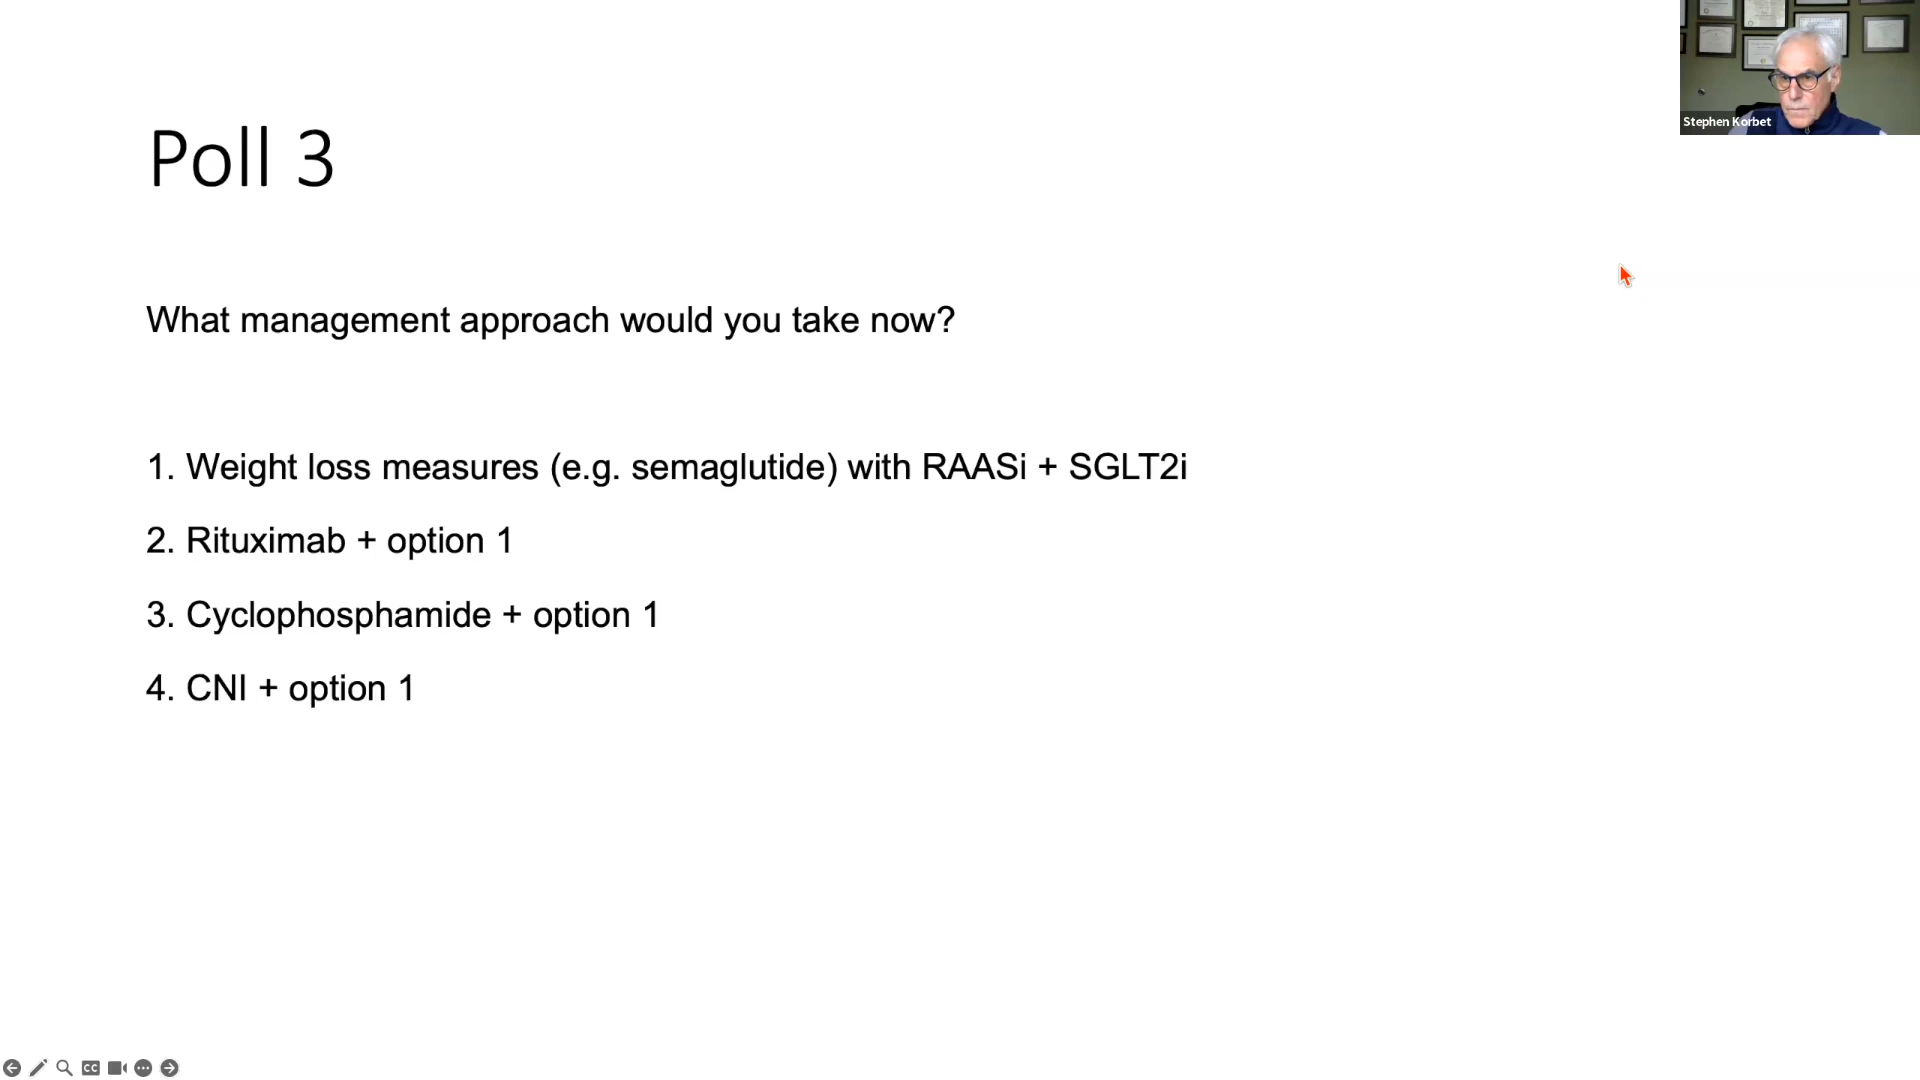 Stephen Korbet
Poll 3
What management approach would you take now?
1. Weight loss measures (e.g. semaglutide) with RAASi + SGLT2i
2. Rituximab + option 1
3. Cyclophosphamide + option 1
4. CNI + option 1
CC